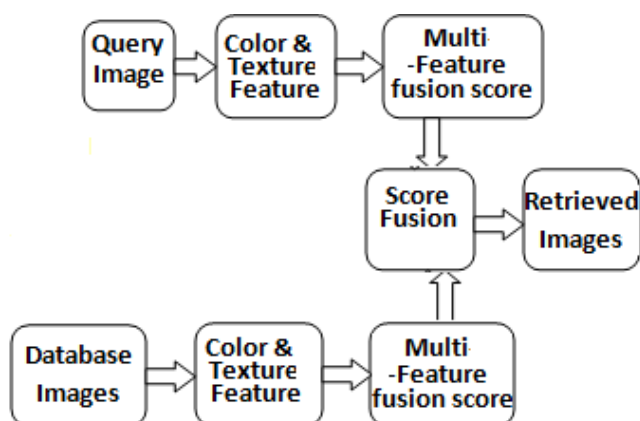 Query
Image
Color &
Texture
Feature
Multi-
-Feature
fusion score
Score
Fusion
Retrieved
Images
Database
Images
Color &
Texture
Feature
Multi-
-Feature
fusion score